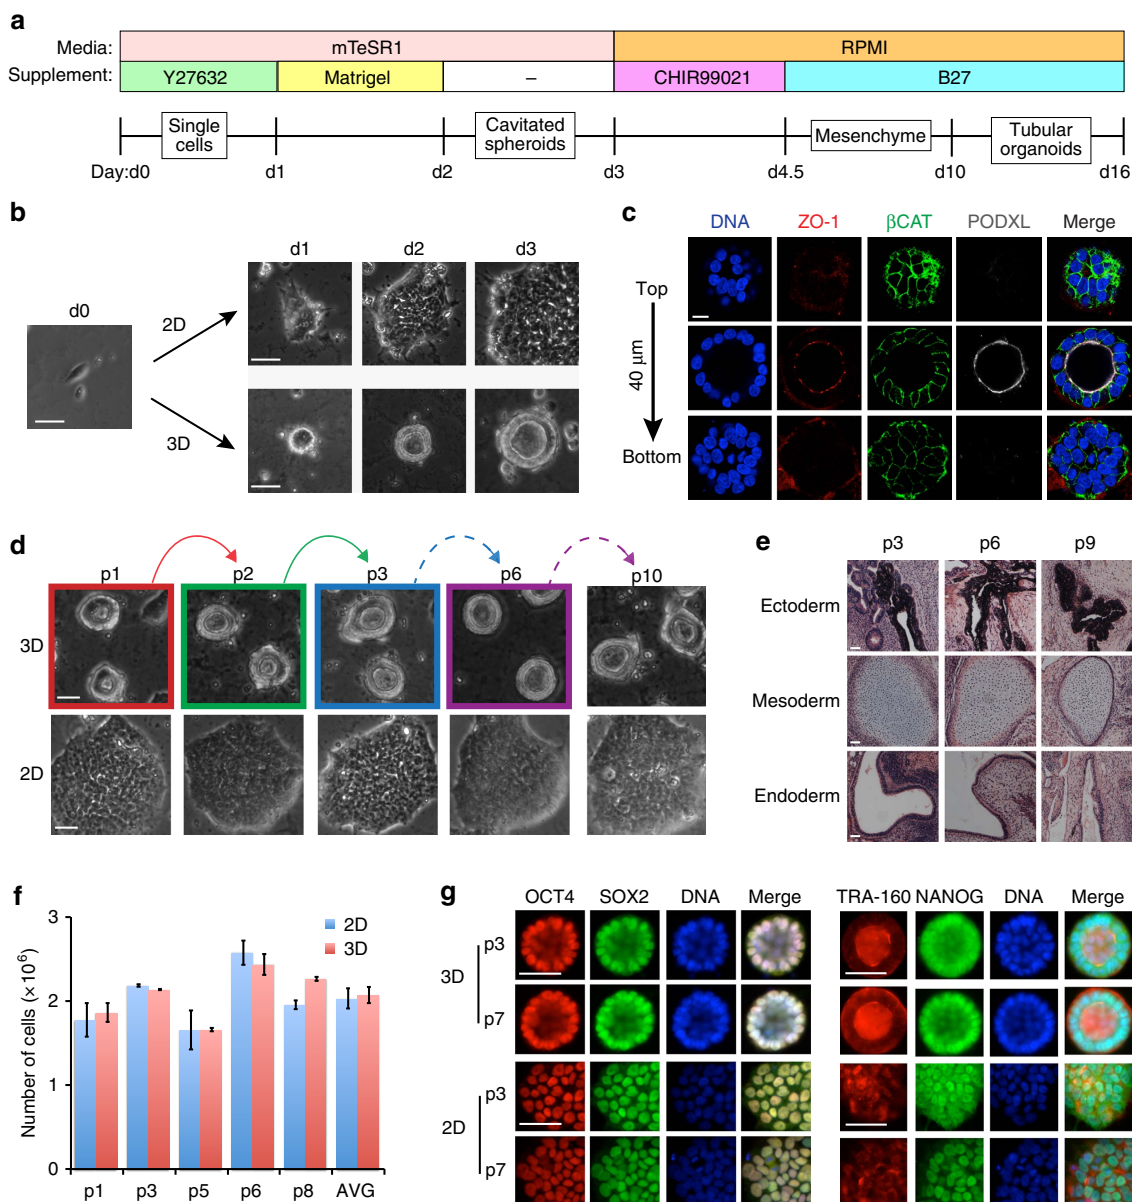 a
Media: mTeSR1 RPMI
Supplement: Y27632 Matrigel – CHIR99021 B27
Single cells
Cavitated spheroids
Mesenchyme
Tubular organoids
Day:d0 d1 d2 d3 d4.5 d10 d16
b
d0
2D
3D
d1 d2 d3
c
DNA ZO-1 βCAT PODXL Merge
Top
40 μm
Bottom
d
p1 p2 p3 p6 p10
3D
2D
e
p3 p6 p9
Ectoderm
Mesoderm
Endoderm
f
Number of cells (×10⁶)
3
2
1
0
2D
3D
p1 p3 p5 p6 p8 AVG
g
OCT4 SOX2 DNA Merge
TRA-160 NANOG DNA Merge
3D
p3
p7
2D
p3
p7